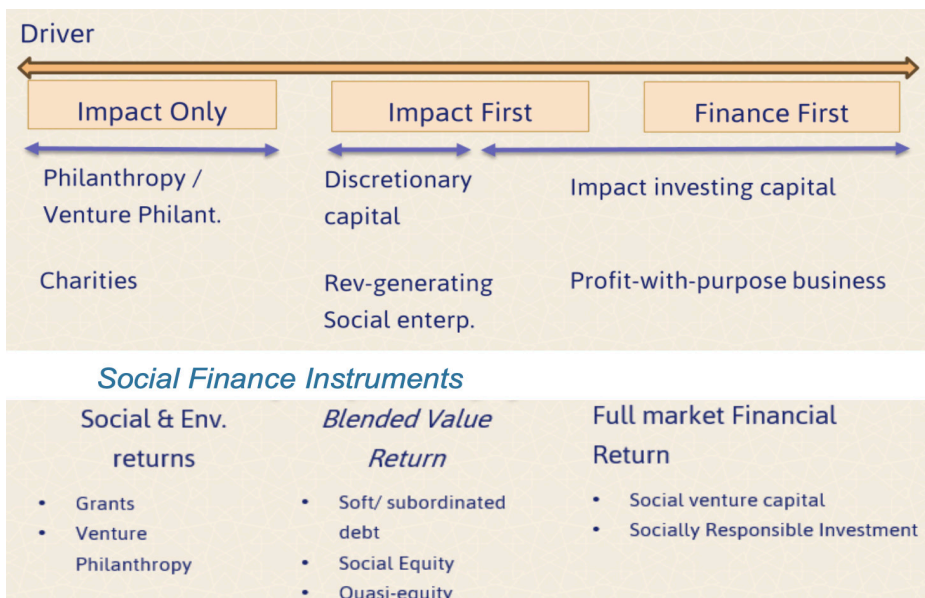 Driver
Impact Only
Impact First
Finance First
Philanthropy /
Venture Philant.
Discretionary
capital
Impact investing capital
Charities
Rev-generating
Social enterp.
Profit-with-purpose business
Social Finance Instruments
Social & Env.
returns
Blended Value
Return
Full market Financial
Return
• Grants
• Venture
Philanthropy
• Soft/ subordinated
debt
• Social Equity
• Quasi-equity
• Social venture capital
• Socially Responsible Investment